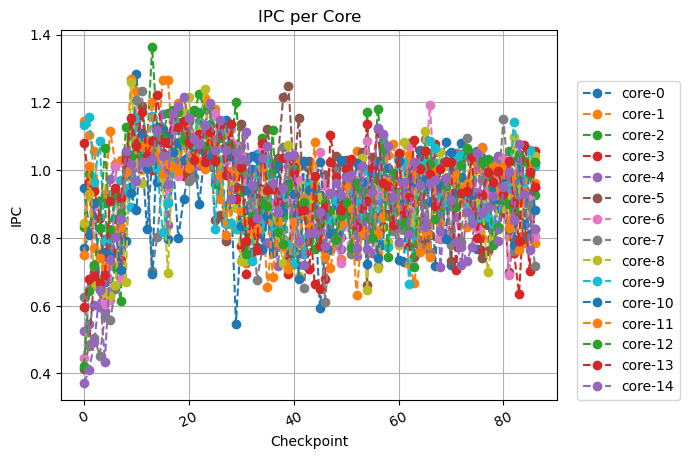 IPC per Core
IPC
1.4
1.2
1.0
0.8
0.6
0.4
0
20
40
60
80
Checkpoint
core-0
core-1
core-2
core-3
core-4
core-5
core-6
core-7
core-8
core-9
core-10
core-11
core-12
core-13
core-14